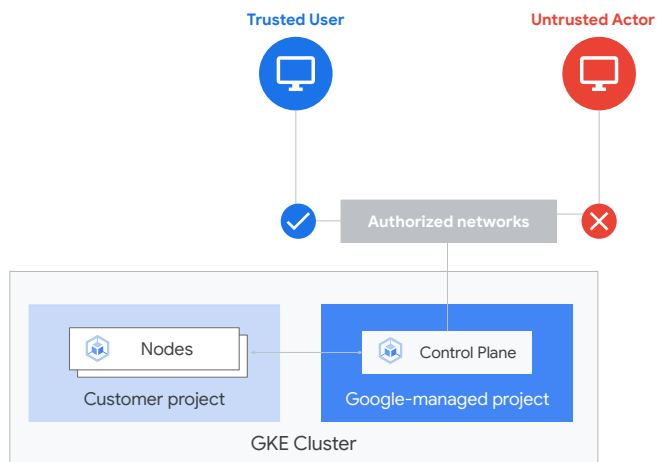 Trusted User
Untrusted Actor
Authorized networks
Nodes
Control Plane
Customer project
Google-managed project
GKE Cluster